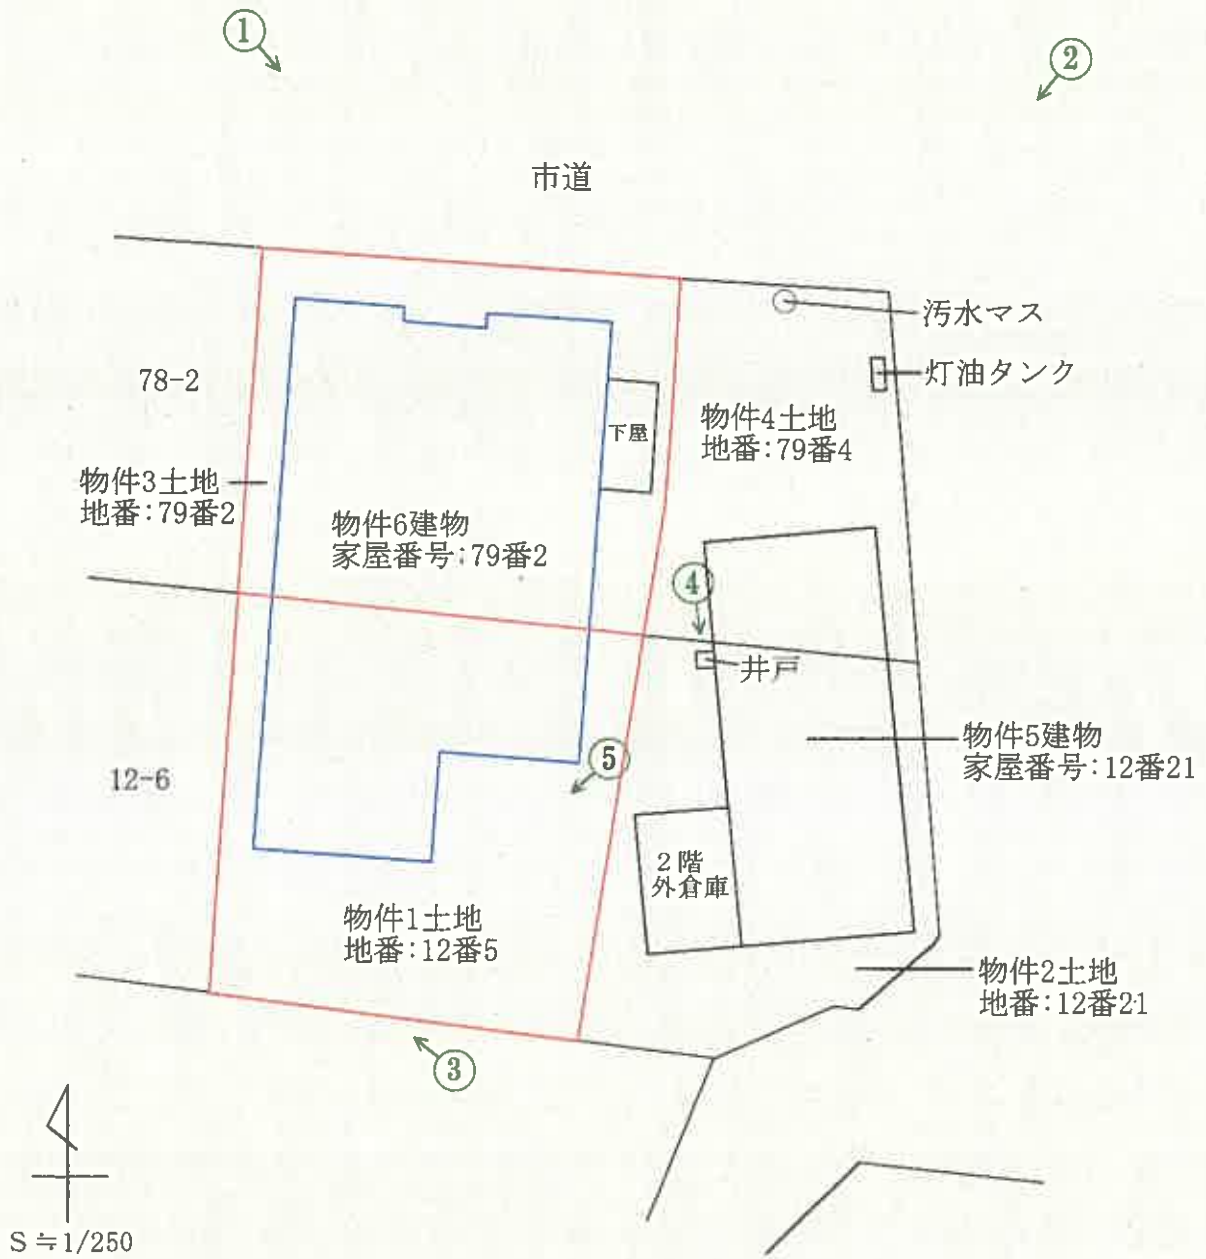 ①
②
市道
汚水マス
灯油タンク
78-2
物件4土地
地番:79番4
下屋
物件3土地
地番:79番2
物件6建物
家屋番号:79番2
④
井戸
物件5建物
家屋番号:12番21
⑤
12-6
2階
外倉庫
物件1土地
地番:12番5
物件2土地
地番:12番21
③
S≒1/250